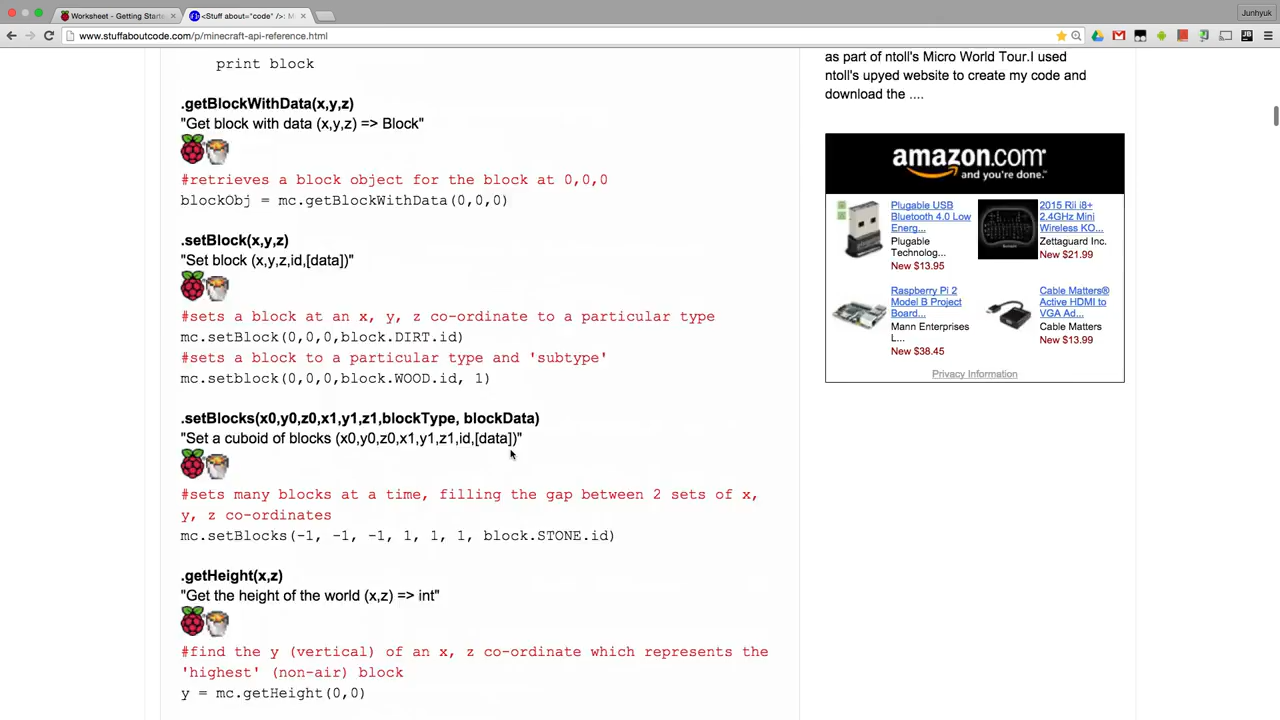 Worksheet - Getting Starte
<Stuff about="code" />: M
Junhyuk
www.stuffaboutcode.com/p/minecraft-api-reference.html
print block
.getBlockWithData(x,y,z)
"Get block with data (x,y,z) => Block"
#retrieves a block object for the block at 0,0,0
blockObj = mc.getBlockWithData(0,0,0)
.setBlock(x,y,z)
"Set block (x,y,z,id,[data])"
#sets a block at an x, y, z co-ordinate to a particular type
mc.setBlock(0,0,0,block.DIRT.id)
#sets a block to a particular type and 'subtype'
mc.setblock(0,0,0,block.WOOD.id, 1)
.setBlocks(x0,y0,z0,x1,y1,z1,blockType, blockData)
"Set a cuboid of blocks (x0,y0,z0,x1,y1,z1,id,[data])"
#sets many blocks at a time, filling the gap between 2 sets of x,
y, z co-ordinates
mc.setBlocks(-1, -1, -1, 1, 1, 1, block.STONE.id)
.getHeight(x,z)
"Get the height of the world (x,z) => int"
#find the y (vertical) of an x, z co-ordinate which represents the
'highest' (non-air) block
y = mc.getHeight(0,0)
as part of ntoll's Micro World Tour.I used
ntoll's upyed website to create my code and
download the ....
amazon.com
and you're done.
Plugable USB
Bluetooth 4.0 Low
Energ...
Plugable
Technolog...
New $13.95
2015 Rii i8+
2.4GHz Mini
Wireless KO...
Zettaguard Inc.
New $21.99
Raspberry Pi 2
Model B Project
Board...
Mann Enterprises
L...
New $38.45
Cable Matters®
Active HDMI to
VGA Ad...
Cable Matters
New $13.99
Privacy Information